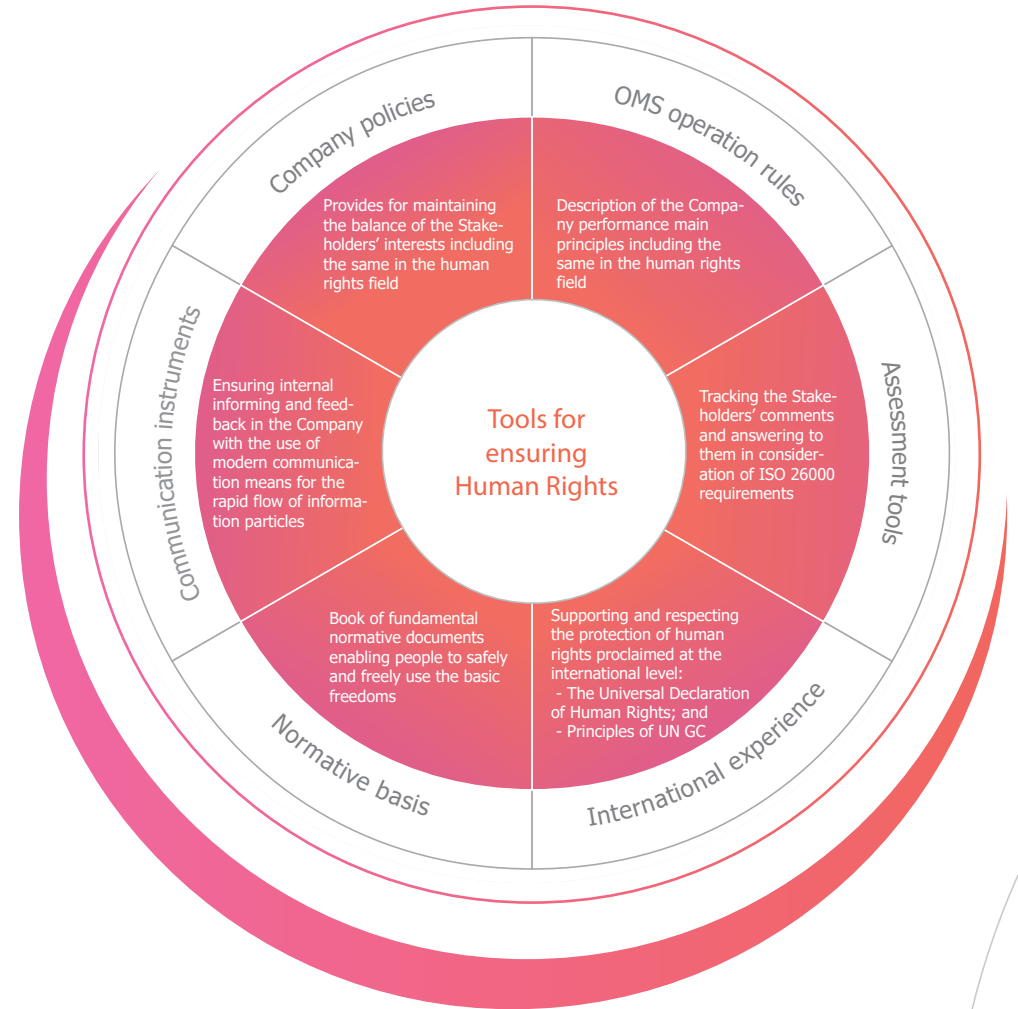 Tools for
ensuring
Human Rights
Company policies
Provides for maintaining
the balance of the Stake-
holders' interests including
the same in the human
rights field
OMS operation rules
Description of the Compa-
ny performance main
principles including the
same in the human rights
field
Assessment tools
Tracking the Stake-
holders' comments
and answering to
them in consider-
ation of ISO 26000
requirements
International experience
Supporting and respecting
the protection of human
rights proclaimed at the
international level:
- The Universal Declaration
of Human Rights; and
- Principles of UN GC
Normative basis
Book of fundamental
normative documents
enabling people to safely
and freely use the basic
freedoms
Communication instruments
Ensuring internal
informing and feed-
back in the Company
with the use of
modern communica-
tion means for the
rapid flow of informa-
tion particles